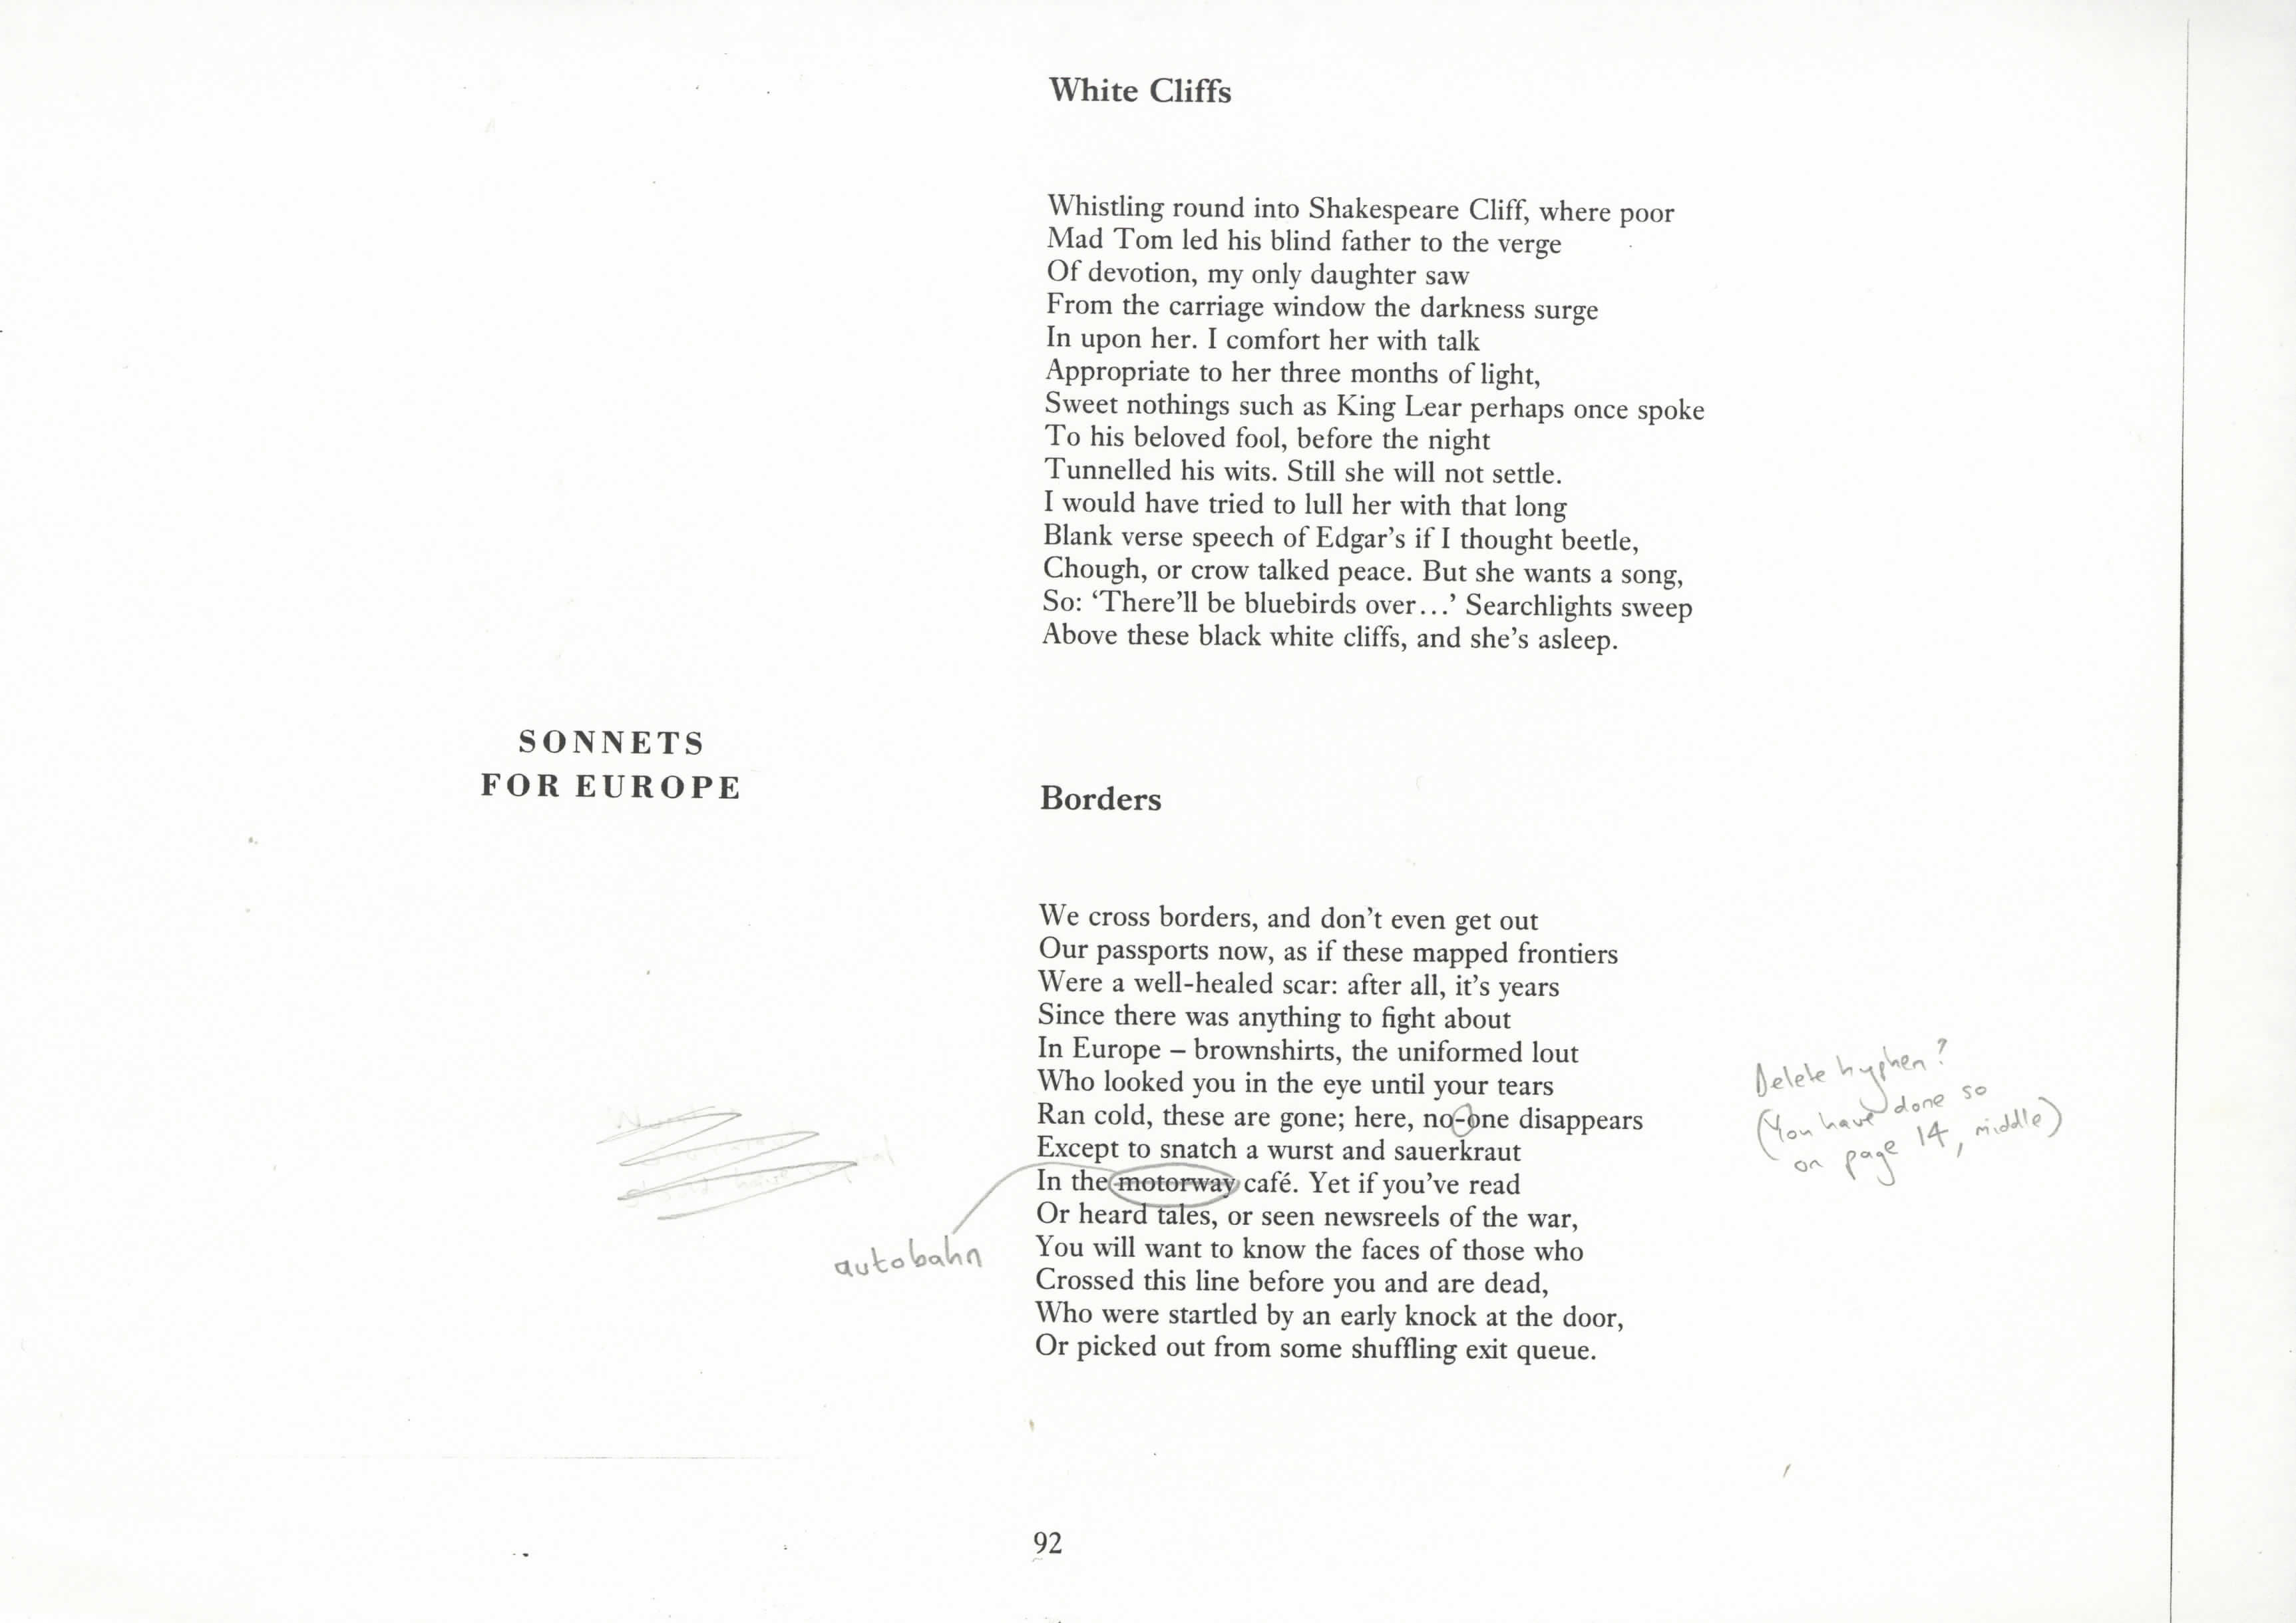 SONNETS
FOR EUROPE
White Cliffs
Whistling round into Shakespeare Cliff, where poor
Mad Tom led his blind father to the verge
Of devotion, my only daughter saw
From the carriage window the darkness surge
In upon her. I comfort her with talk
Appropriate to her three months of light,
Sweet nothings such as King Lear perhaps once spoke
To his beloved fool, before the night
Tunnelled his wits. Still she will not settle.
I would have tried to lull her with that long
Blank verse speech of Edgar’s if I thought beetle,
Chough, or crow talked peace. But she wants a song,
So: ‘There’ll be bluebirds over…’ Searchlights sweep
Above these black white cliffs, and she’s asleep.
Borders
We cross borders, and don’t even get out
Our passports now, as if these mapped frontiers
Were a well-healed scar: after all, it’s years
Since there was anything to fight about
In Europe – brownshirts, the uniformed lout
Who looked you in the eye until your tears
Ran cold, these are gone; here, no-one disappears
Except to snatch a wurst and sauerkraut
In the motorway café. Yet if you’ve read
Or heard tales, or seen newsreels of the war,
You will want to know the faces of those who
Crossed this line before you and are dead,
Who were startled by an early knock at the door,
Or picked out from some shuffling exit queue.
autobahn
Delete hyphen?
(You have done so
on page 14, middle)
92